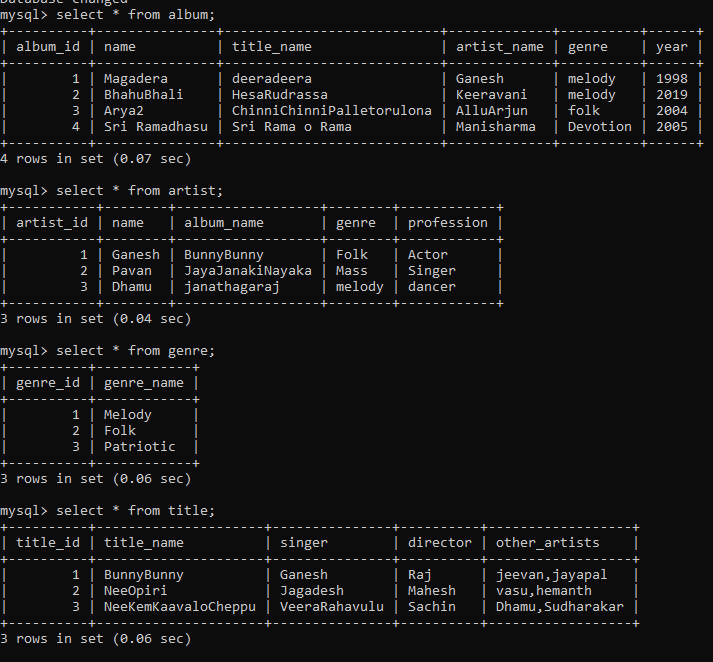 Database changed
mysql> select * from album;
+----------+--------------+---------------------------+-------------+----------+------+
| album_id | name         | title_name                | artist_name | genre    | year |
+----------+--------------+---------------------------+-------------+----------+------+
|        1 | Magadera     | deeradeera                | Ganesh      | melody   | 1998 |
|        2 | BhahuBhali   | HesaRudrassa              | Keeravani   | melody   | 2019 |
|        3 | Arya2        | ChinniChinniPalletorulona | AlluArjun   | folk     | 2004 |
|        4 | Sri Ramadhasu | Sri Rama o Rama          | Manisharma  | Devotion | 2005 |
+----------+--------------+---------------------------+-------------+----------+------+
4 rows in set (0.07 sec)
mysql> select * from artist;
+-----------+--------+------------------+--------+------------+
| artist_id | name   | album_name       | genre  | profession |
+-----------+--------+------------------+--------+------------+
|         1 | Ganesh | BunnyBunny       | Folk   | Actor      |
|         2 | Pavan  | JayaJanakiNayaka | Mass   | Singer     |
|         3 | Dhamu  | janathagaraj     | melody | dancer     |
+-----------+--------+------------------+--------+------------+
3 rows in set (0.04 sec)
mysql> select * from genre;
+----------+------------+
| genre_id | genre_name |
+----------+------------+
|        1 | Melody     |
|        2 | Folk       |
|        3 | Patriotic  |
+----------+------------+
3 rows in set (0.06 sec)
mysql> select * from title;
+----------+--------------------+--------------+----------+------------------+
| title_id | title_name         | singer       | director | other_artists    |
+----------+--------------------+--------------+----------+------------------+
|        1 | BunnyBunny         | Ganesh       | Raj      | jeevan,jayapal   |
|        2 | NeeOpiri           | Jagadesh     | Mahesh   | vasu,hemanth     |
|        3 | NeeKemKaavaloCheppu | VeeraRahavulu | Sachin  | Dhamu,Sudharakar |
+----------+--------------------+--------------+----------+------------------+
3 rows in set (0.06 sec)